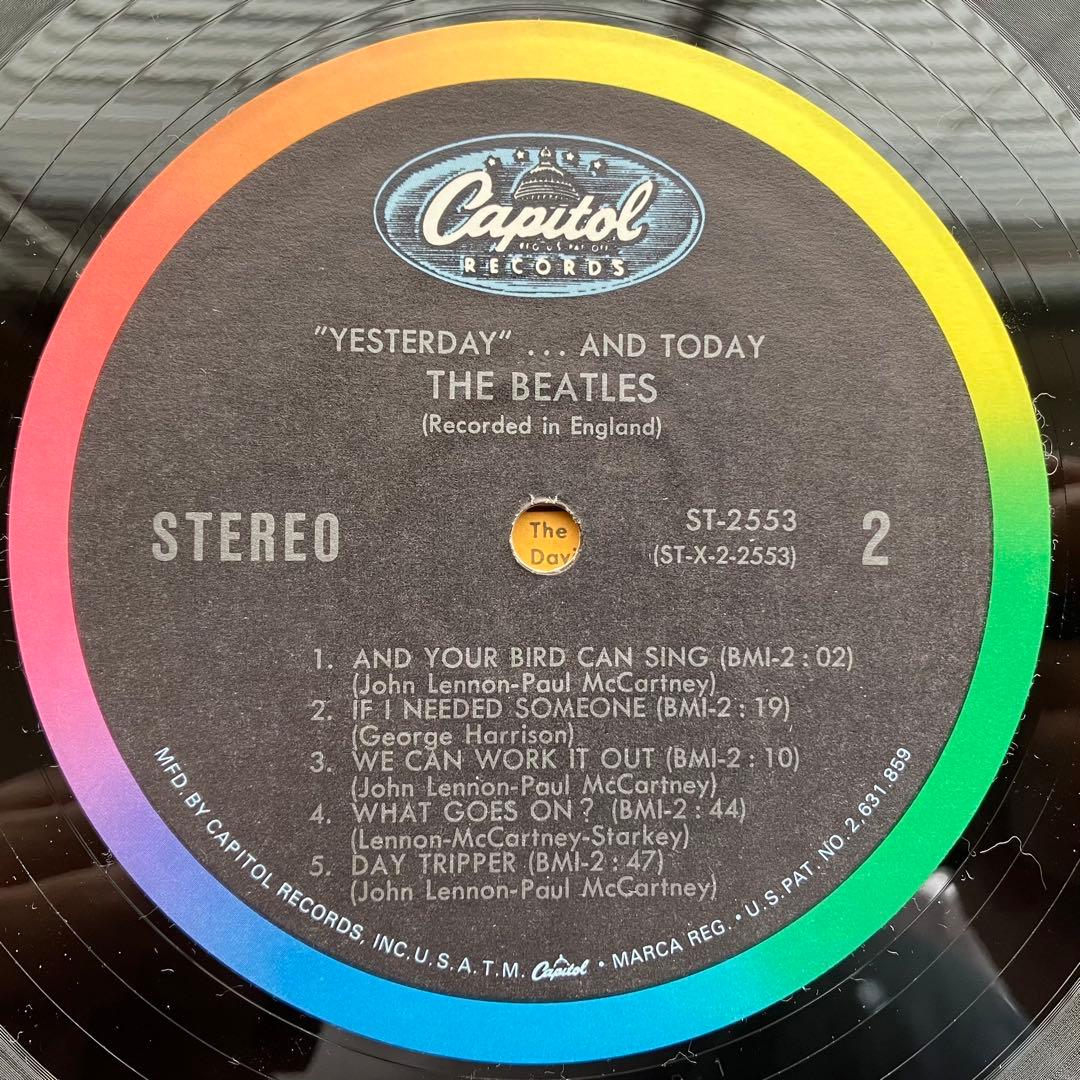 Capitol
RECORDS
"YESTERDAY" ... AND TODAY
THE BEATLES
(Recorded in England)
STEREO
The
Day
ST-2553
(ST-X-2-2553)
2
1. AND YOUR BIRD CAN SING (BMI-2:02)
(John Lennon-Paul McCartney)
2. IF I NEEDED SOMEONE (BMI-2:19)
(George Harrison)
3. WE CAN WORK IT OUT (BMI-2:10)
(John Lennon-Paul McCartney)
4. WHAT GOES ON? (BMI-2:44)
(Lennon-McCartney-Starkey)
5. DAY TRIPPER (BMI-2:47)
(John Lennon-Paul McCartney)
MFD. BY CAPITOL RECORDS, INC. U.S.A. T.M. Capitol • MARCA REG. • U.S. PAT. NO. 2,631,859